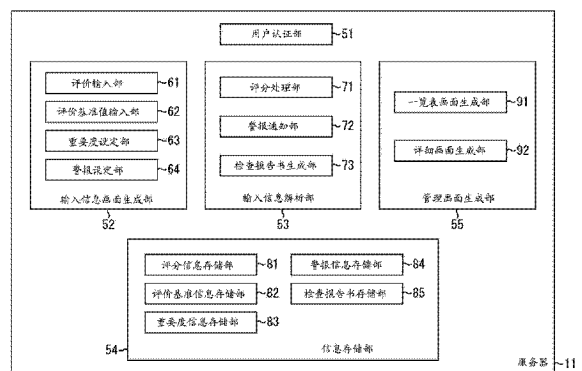 用户认证部 51
评价输入部 61
评价基准值输入部 62
重要度设定部 63
警报设定部 64
输入信息画面生成部
52
评分处理部 71
警报通知部 72
检查报告书生成部 73
输入信息解析部
53
一览表画面生成部 91
详细画面生成部 92
管理画面生成部
55
评分信息存储部 81
评价基准信息存储部 82
重要度信息存储部 83
警报信息存储部 84
检查报告书存储部 85
54
信息存储部
服务器 11